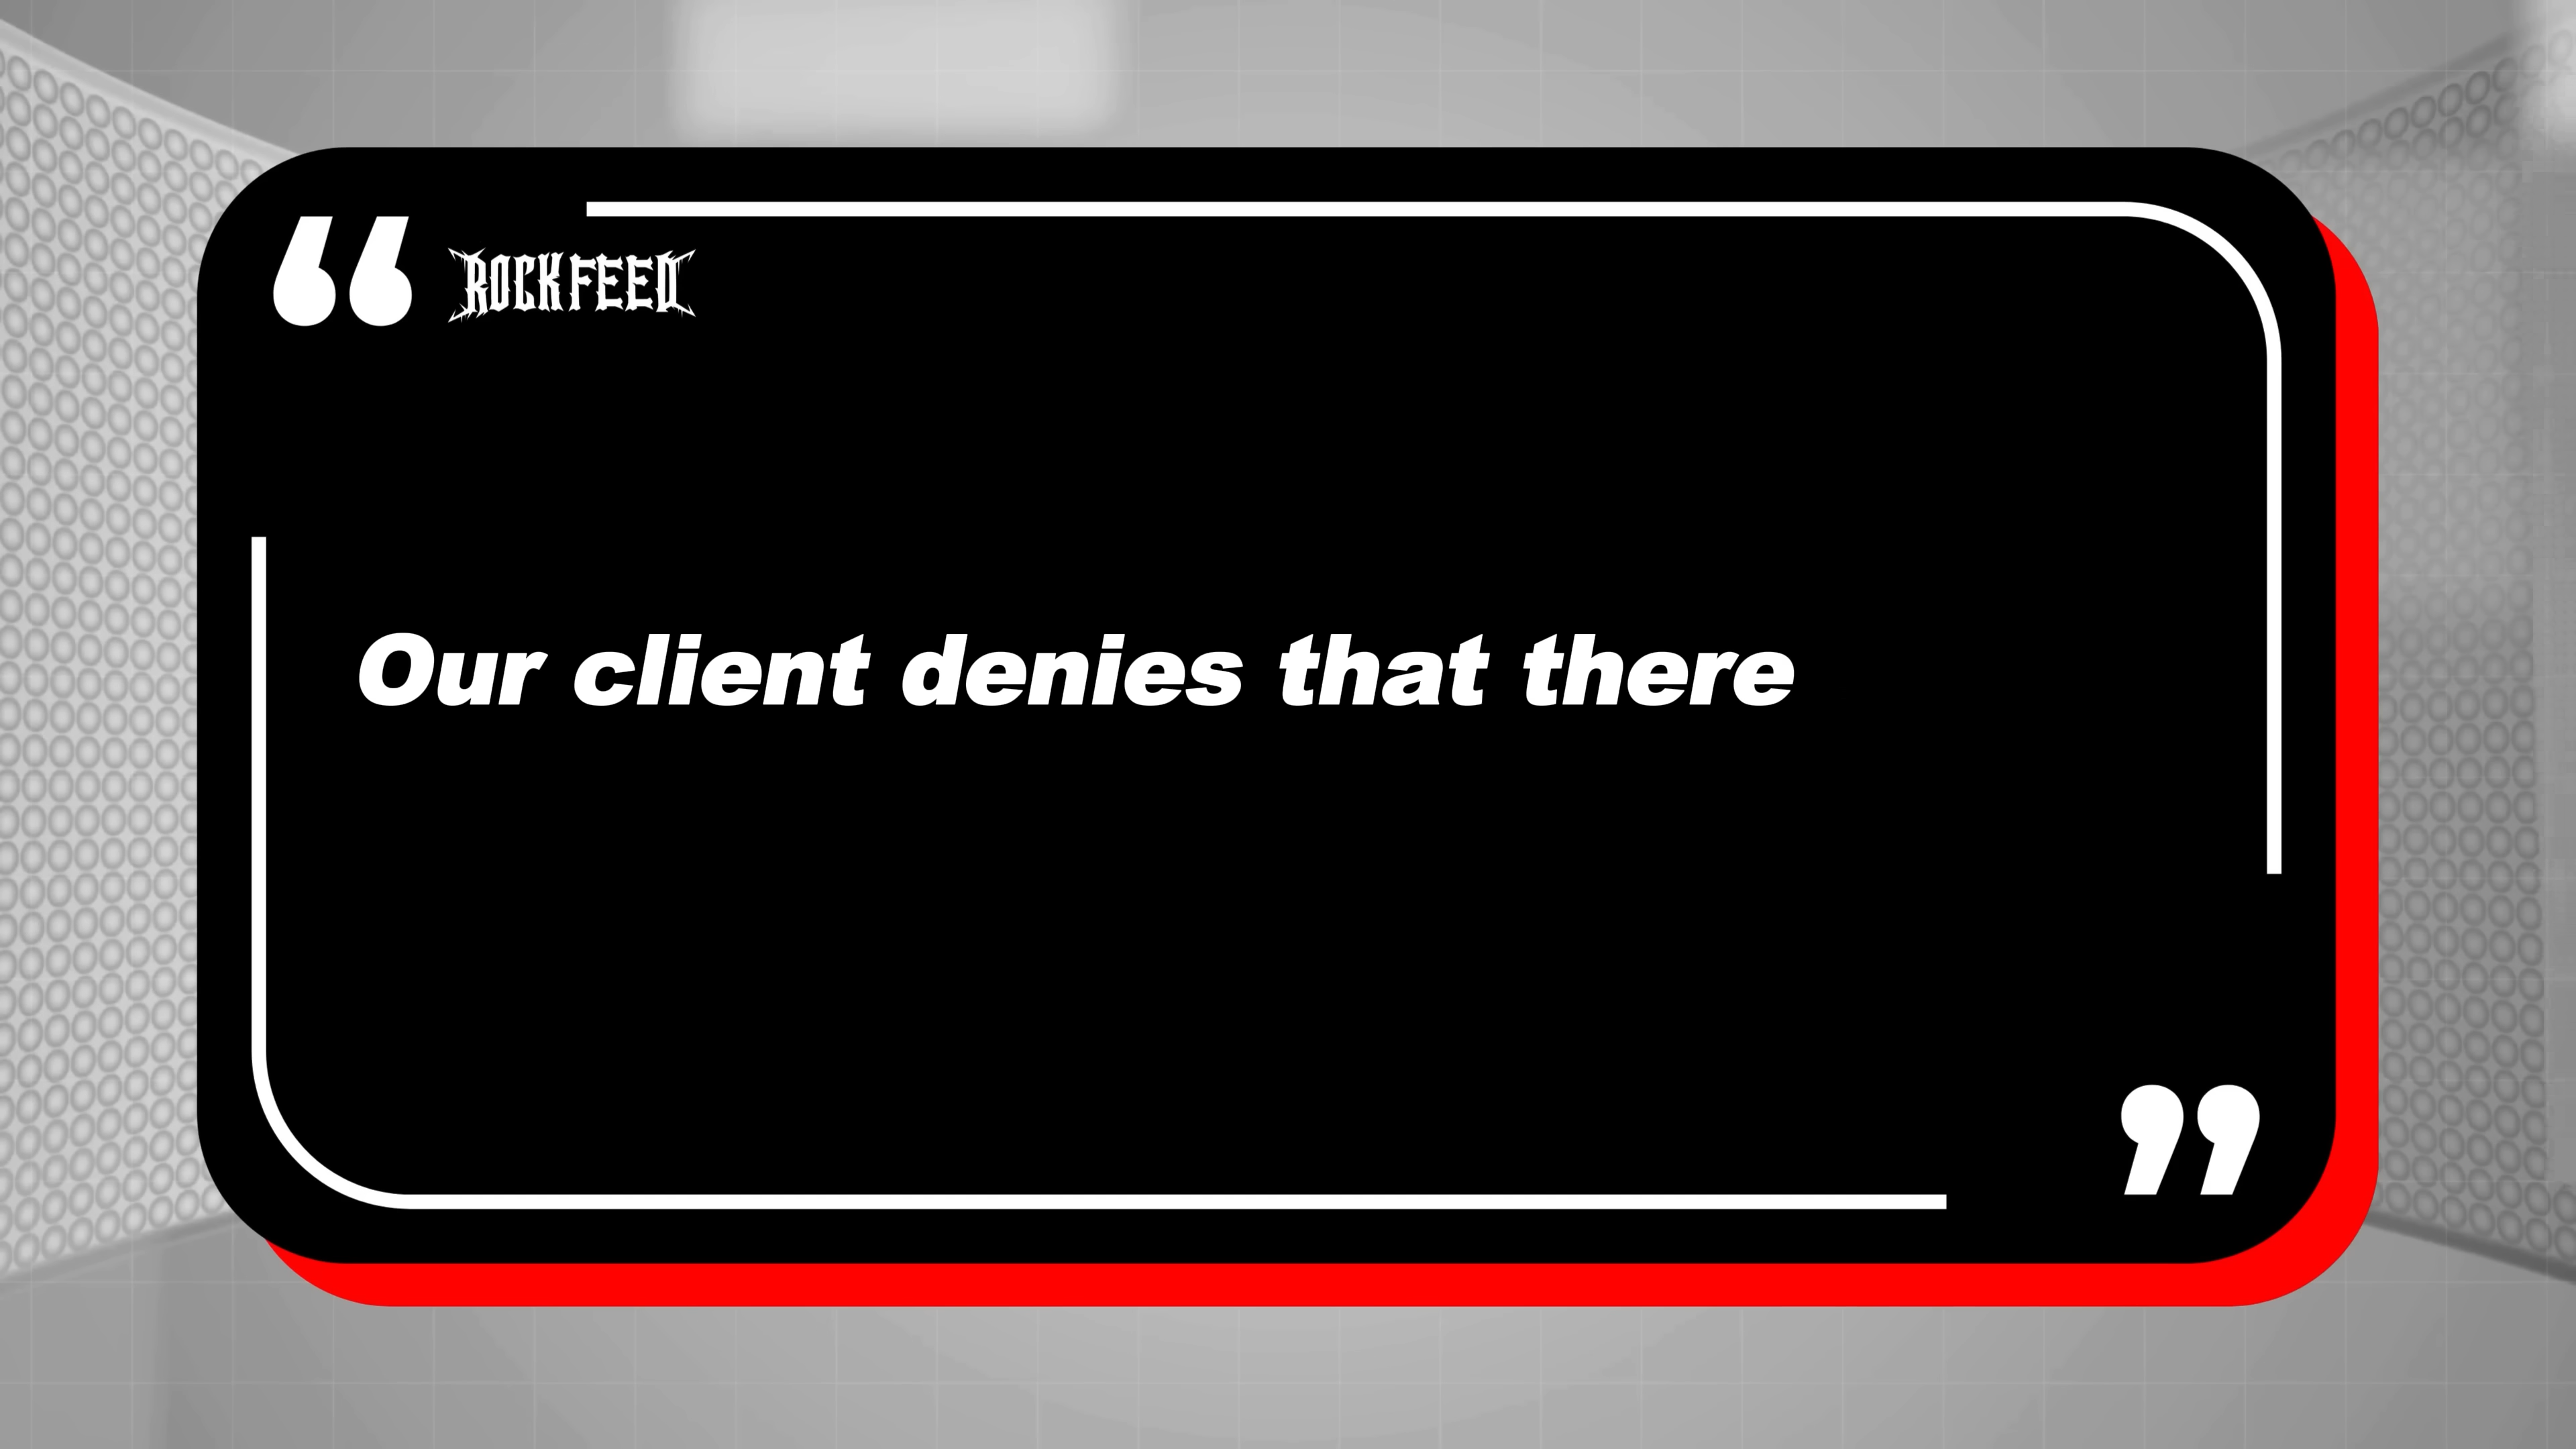 “ ROCKFEED
Our client denies that there
”